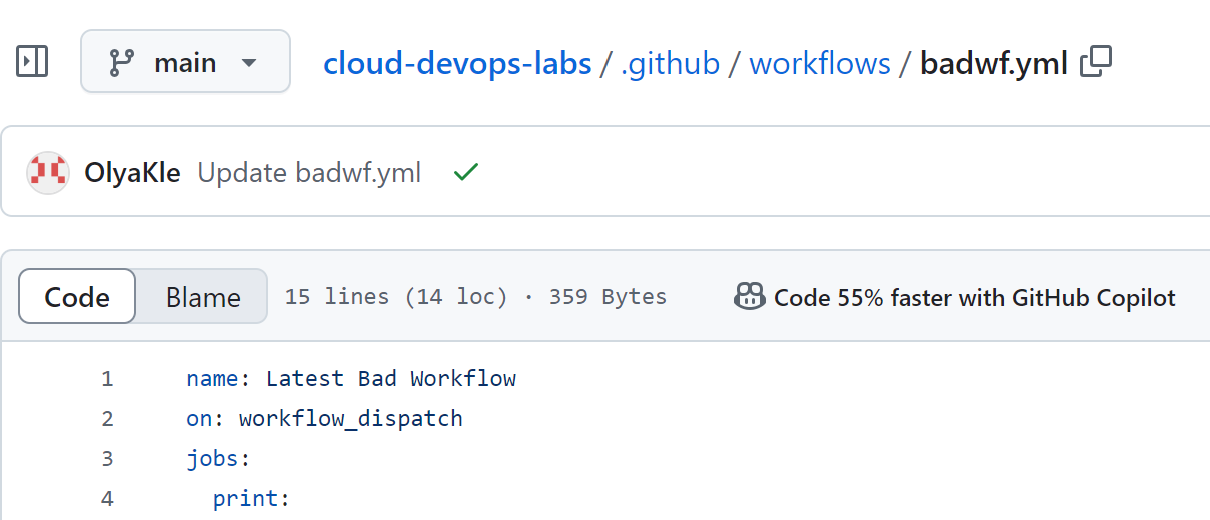 main cloud-devops-labs / .github / workflows / badwf.yml
OlyaKle Update badwf.yml
Code Blame 15 lines (14 loc) · 359 Bytes Code 55% faster with GitHub Copilot
1 name: Latest Bad Workflow
2 on: workflow_dispatch
3 jobs:
4 print: